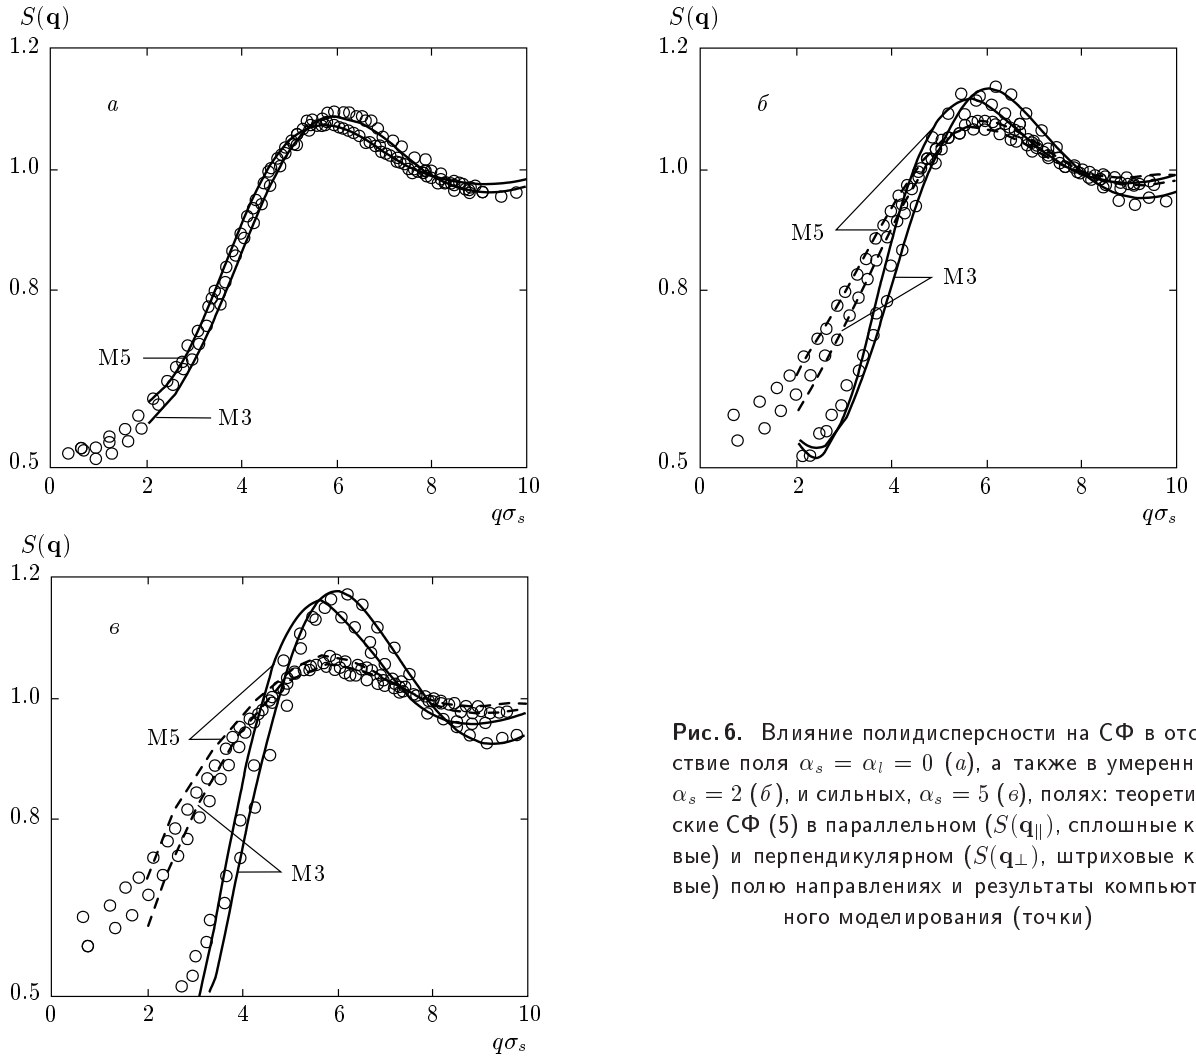 S(q)
1.2
1.0
0.8
0.5
а
M5
M3
0 2 4 6 8 10
qσ_s
S(q)
1.2
1.0
0.8
0.5
б
M5
M3
0 2 4 6 8 10
qσ_s
S(q)
1.2
1.0
0.8
0.5
в
M5
M3
0 2 4 6 8 10
qσ_s
Рис. 6. Влияние полидисперсности на СФ в отс
ствие поля α_s = α_l = 0 (а), а также в умеренн
α_s = 2 (б), и сильных, α_s = 5 (в), полях: теорети
ские СФ (5) в параллельном (S(q_∥), сплошные к
вые) и перпендикулярном (S(q_⊥), штриховые к
вые) полю направлениях и результаты компьют
ного моделирования (точки)